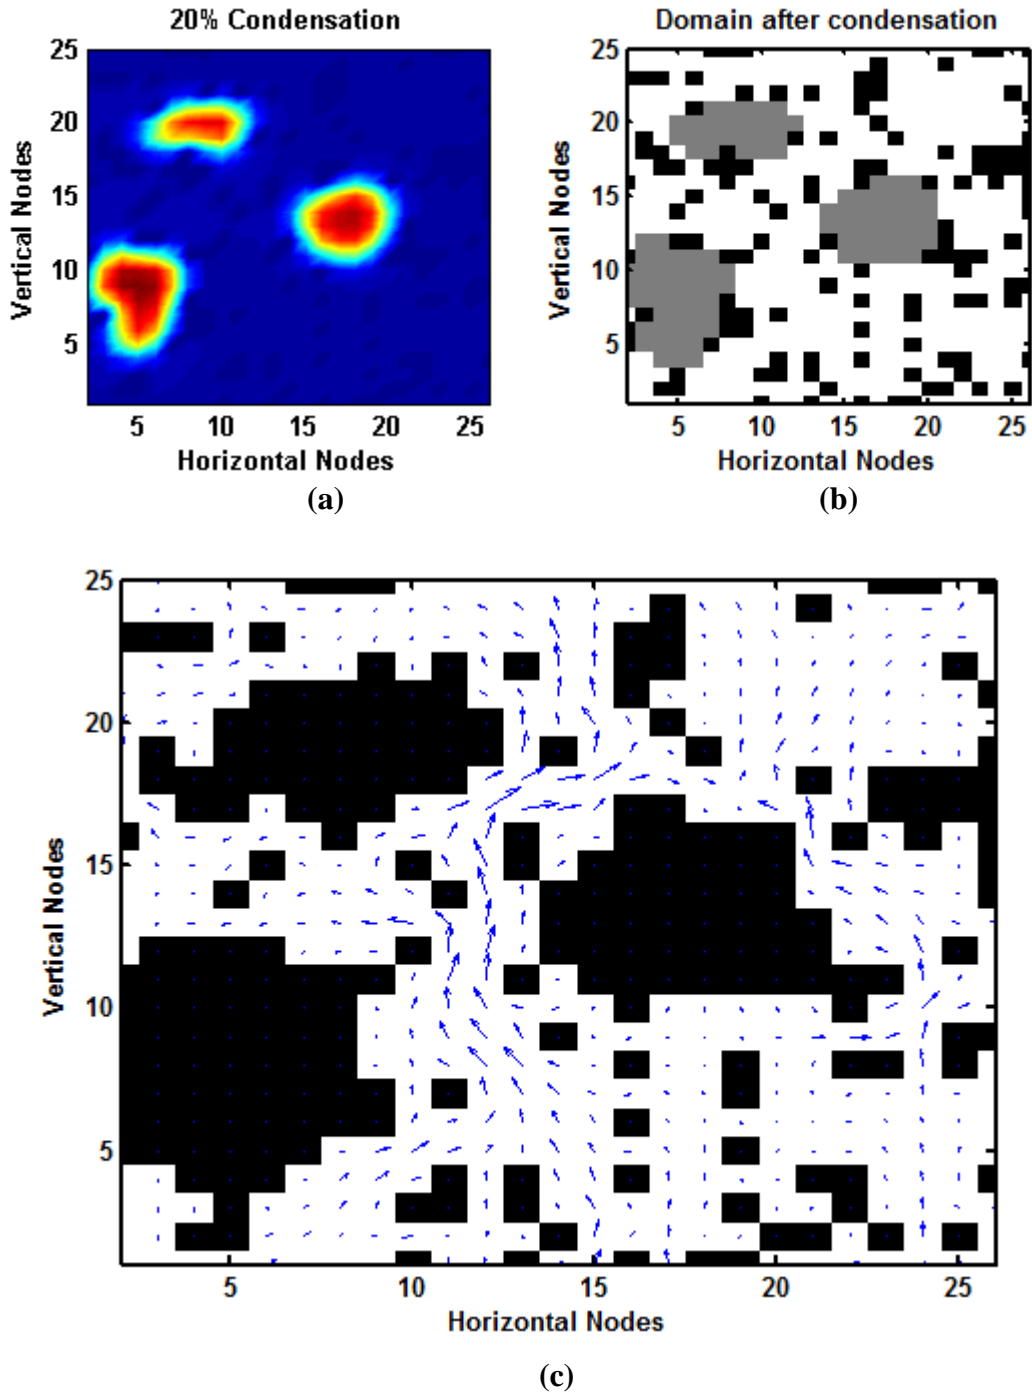 20% Condensation
25
20
15
10
5
Vertical Nodes
5 10 15 20 25
Horizontal Nodes
(a)
Domain after condensation
25
20
15
10
5
Vertical Nodes
5 10 15 20 25
Horizontal Nodes
(b)
25
20
15
10
5
Vertical Nodes
5 10 15 20 25
Horizontal Nodes
(c)